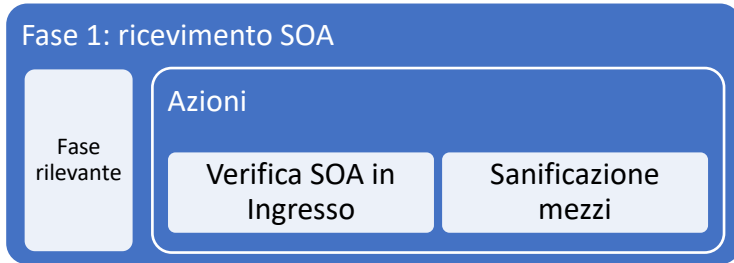 Fase 1: ricevimento SOA
Fase
rilevante
Azioni
Verifica SOA in
Ingresso
Sanificazione
mezzi